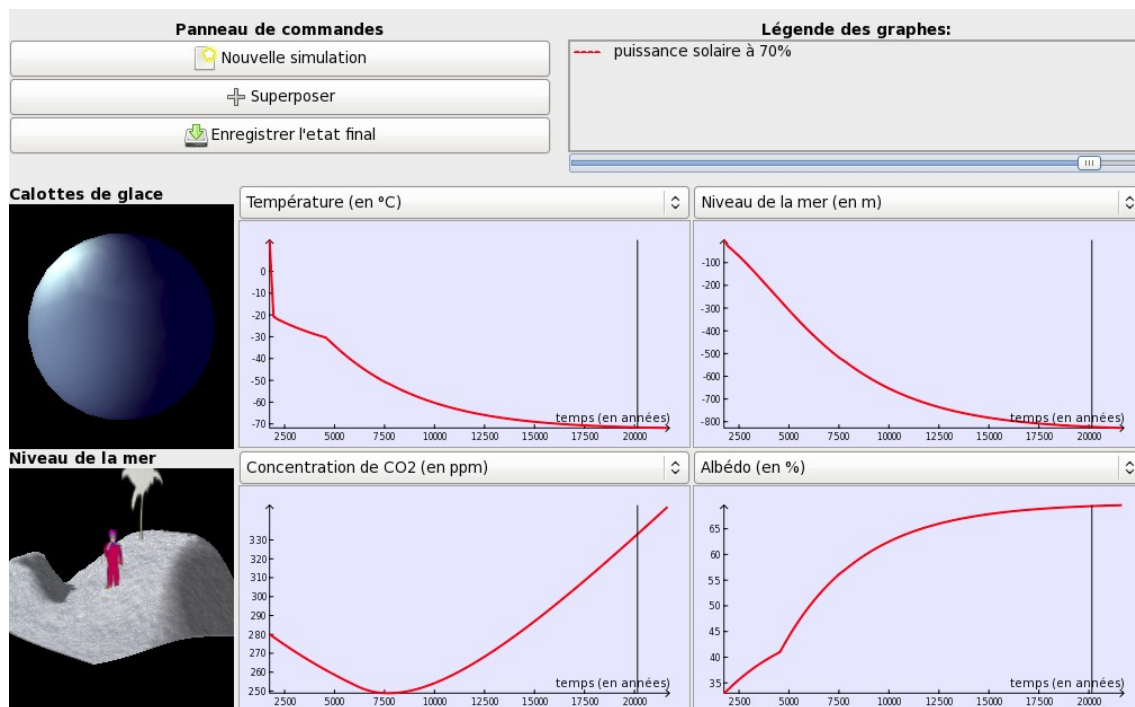 Panneau de commandes
Légende des graphes:
Nouvelle simulation
Superposer
Enregistrer l'etat final
puissance solaire à 70%
Calottes de glace
Température (en °C)
0
-10
-20
-30
-40
-50
-60
-70
temps (en années)
2500 5000 7500 10000 12500 15000 17500 20000
Niveau de la mer (en m)
-100
-200
-300
-400
-500
-600
-700
-800
temps (en années)
2500 5000 7500 10000 12500 15000 17500 20000
Niveau de la mer
Concentration de CO2 (en ppm)
330
320
310
300
290
280
270
260
250
temps (en années)
2500 5000 7500 10000 12500 15000 17500 20000
Albédo (en %)
65
60
55
50
45
40
35
temps (en années)
2500 5000 7500 10000 12500 15000 17500 20000